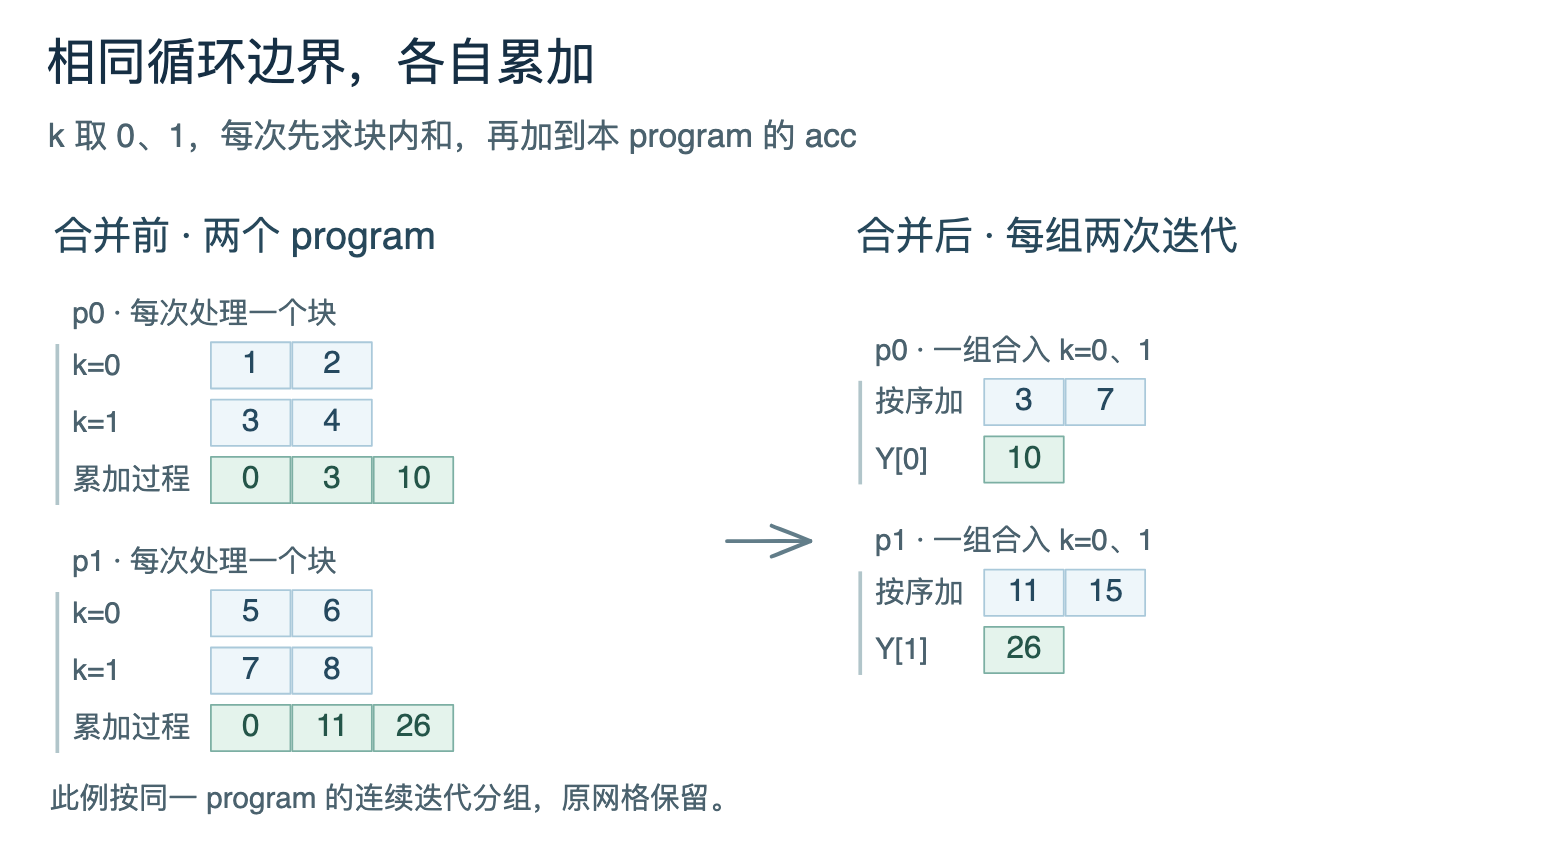 相同循环边界，各自累加
k 取 0、1，每次先求块内和，再加到本 program 的 acc
合并前 · 两个 program
p0 · 每次处理一个块
k=0 1 2
k=1 3 4
累加过程 0 3 10
p1 · 每次处理一个块
k=0 5 6
k=1 7 8
累加过程 0 11 26
合并后 · 每组两次迭代
p0 · 一组合入 k=0、1
按序加 3 7
Y[0] 10
p1 · 一组合入 k=0、1
按序加 11 15
Y[1] 26
此例按同一 program 的连续迭代分组，原网格保留。